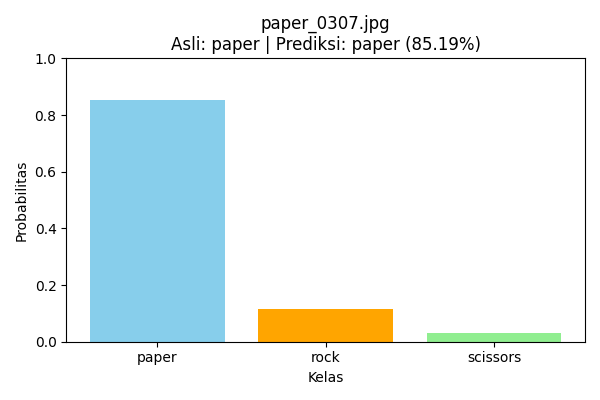 paper_0307.jpg
Asli: paper | Prediksi: paper (85.19%)
1.0
0.8
0.6
0.4
0.2
0.0
Probabilitas
paper rock scissors
Kelas